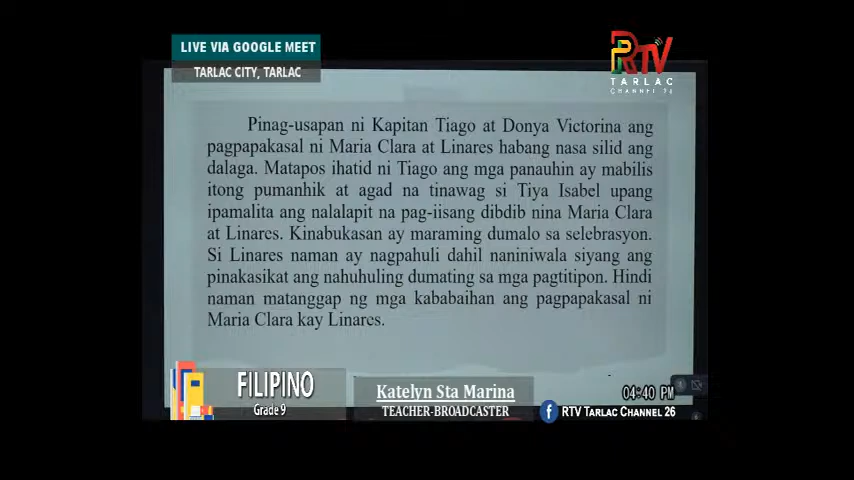 LIVE VIA GOOGLE MEET
TARLAC CITY, TARLAC
RTV
TARLAC
CHANNEL 26
Pinag-usapan ni Kapitan Tiago at Donya Victorina ang
pagpapakasal ni Maria Clara at Linares habang nasa silid ang
dalaga. Matapos ihatid ni Tiago ang mga panauhin ay mabilis
itong pumanhik at agad na tinawag si Tiya Isabel upang
ipamalita ang nalalapit na pag-iisang dibdib nina Maria Clara
at Linares. Kinabukasan ay maraming dumalo sa selebrasyon.
Si Linares naman ay nagpahuli dahil naniniwala siyang ang
pinakasikat ang nahuhuling dumating sa mga pagtitipon. Hindi
naman matanggap ng mga kababaihan ang pagpapakasal ni
Maria Clara kay Linares.
FILIPINO
Grade 9
Katelyn Sta Marina
TEACHER-BROADCASTER
04:40 PM
RTV TARLAC CHANNEL 26